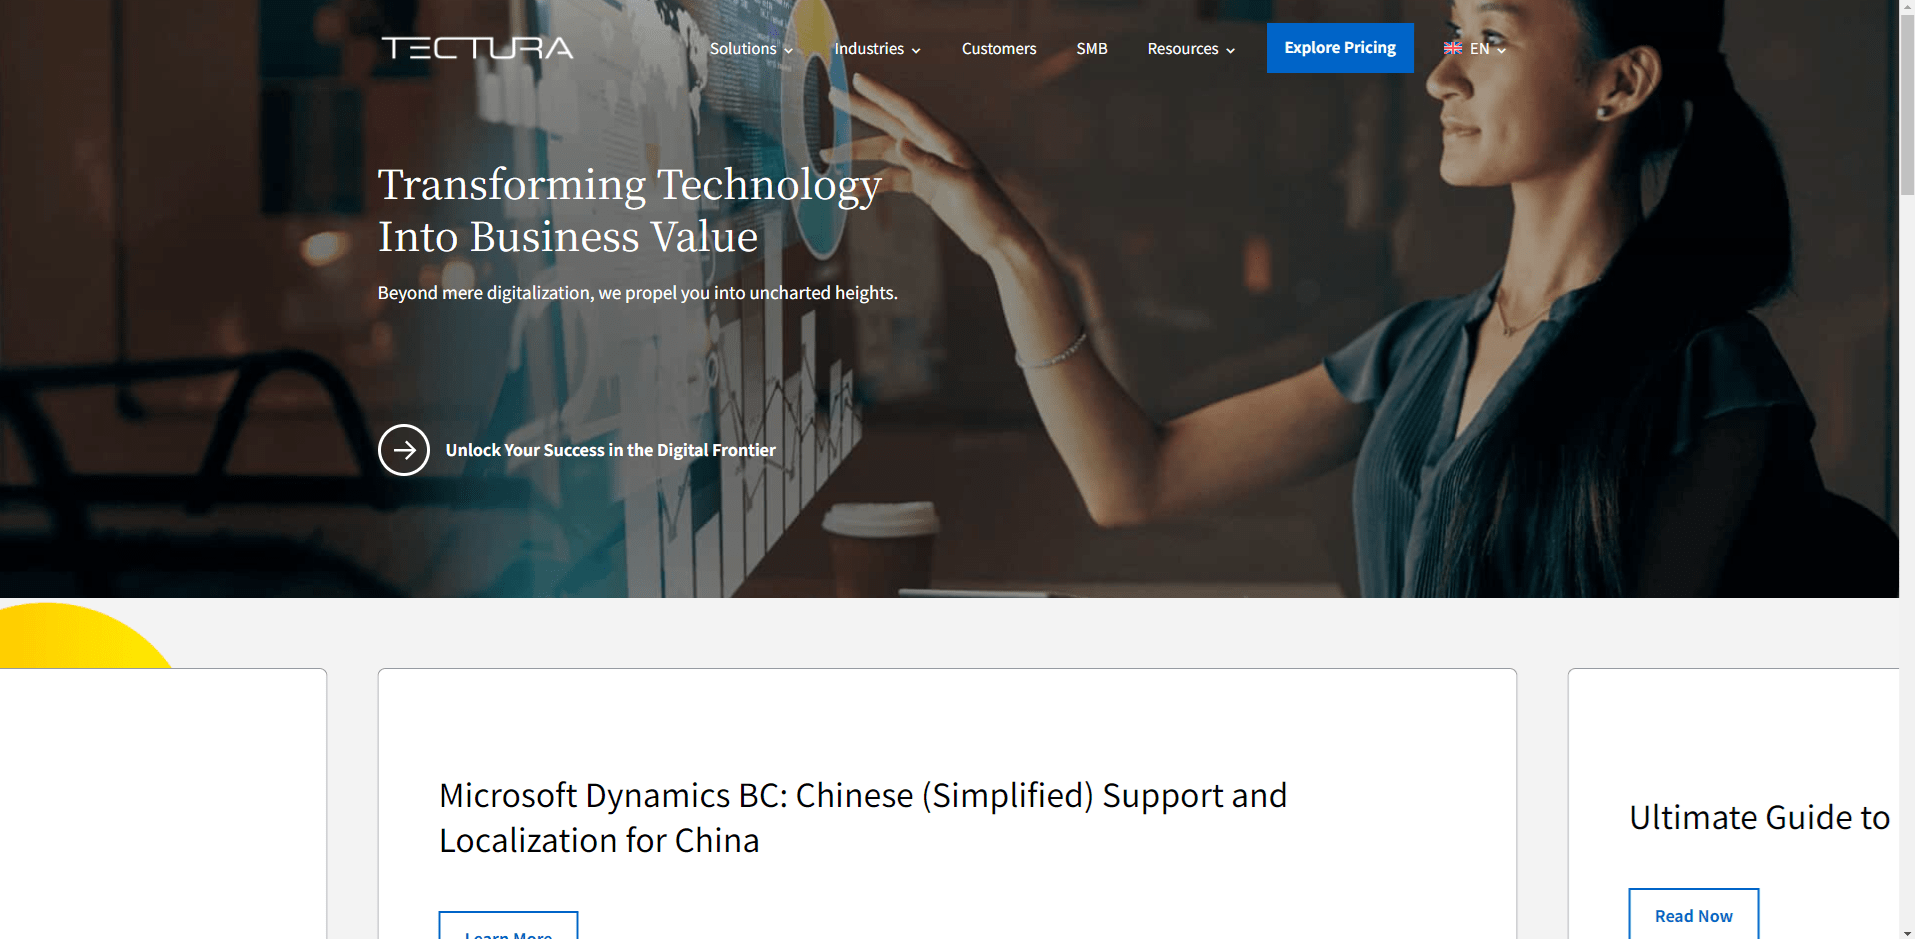 TECTURA
Solutions
Industries
Customers
SMB
Resources
Explore Pricing
EN
Transforming Technology
Into Business Value
Beyond mere digitalization, we propel you into uncharted heights.
Unlock Your Success in the Digital Frontier
Microsoft Dynamics BC: Chinese (Simplified) Support and
Localization for China
Learn More
Ultimate Guide to
Read Now